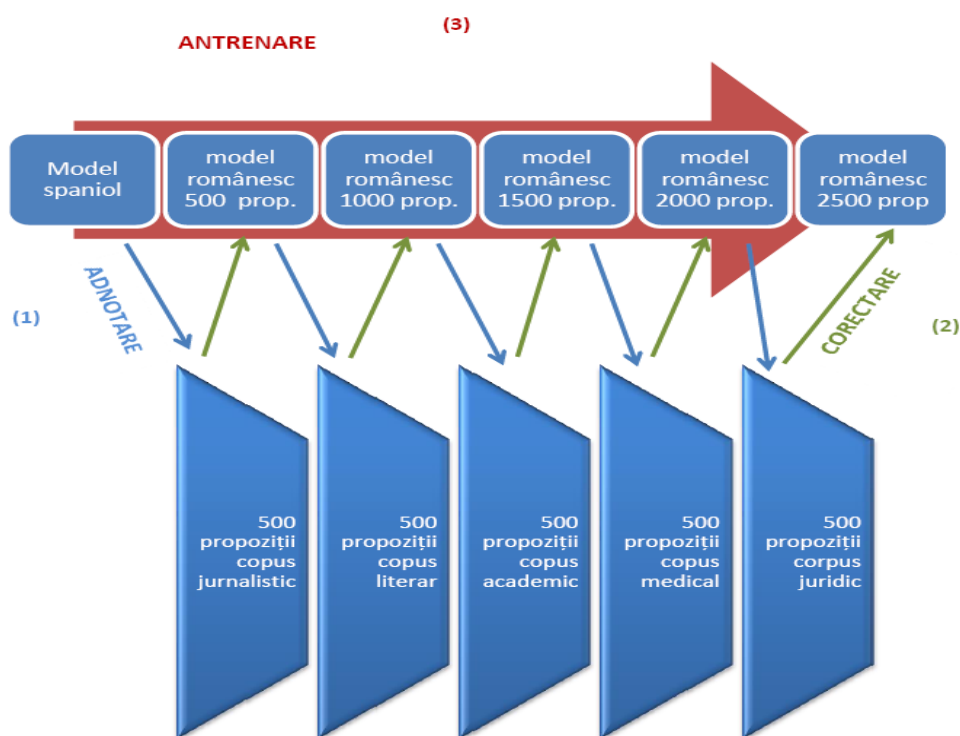 (3)
ANTRENARE
Model
spaniol
model
românesc
500 prop.
model
românesc
1000 prop.
model
românesc
1500 prop.
model
românesc
2000 prop.
model
românesc
2500 prop
(1)
ADNOTARE
CORECTARE
(2)
500
propoziții
copus
jurnalistic
500
propoziții
copus
literar
500
propoziții
copus
academic
500
propoziții
copus
medical
500
propoziții
corpus
juridic